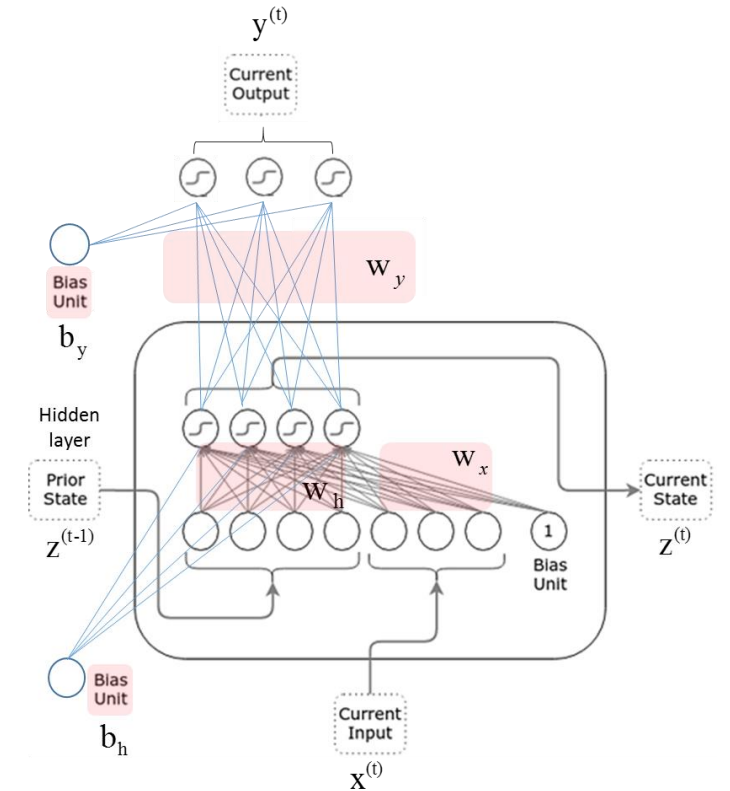 y(t)
Current
Output
Bias
Unit
by
wy
Hidden
layer
Prior
State
z(t-1)
wh
wx
Current
State
z(t)
1
Bias
Unit
Bias
Unit
bh
Current
Input
x(t)